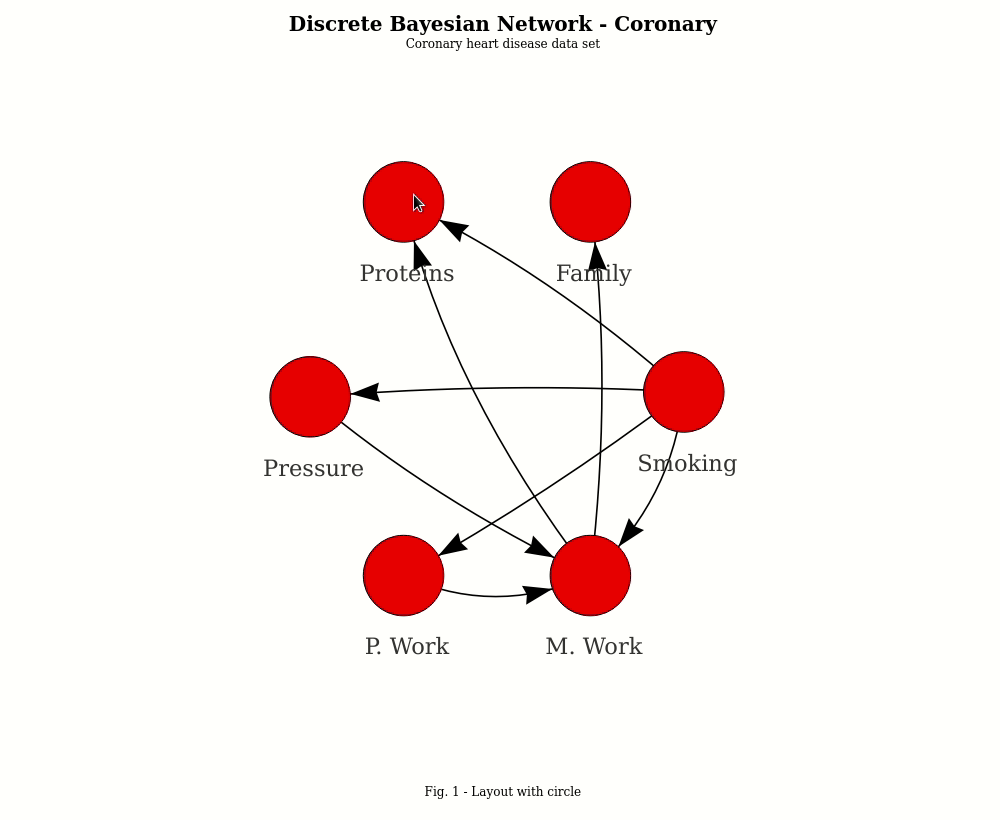 Discrete Bayesian Network - Coronary
Coronary heart disease data set
Proteins
Family
Pressure
Smoking
P. Work
M. Work
Fig. 1 - Layout with circle